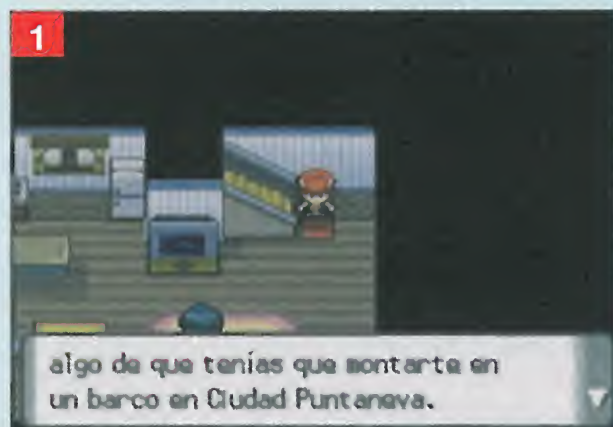 1
algo de que tenías que montarte en
un barco en Ciudad Puntaneva.